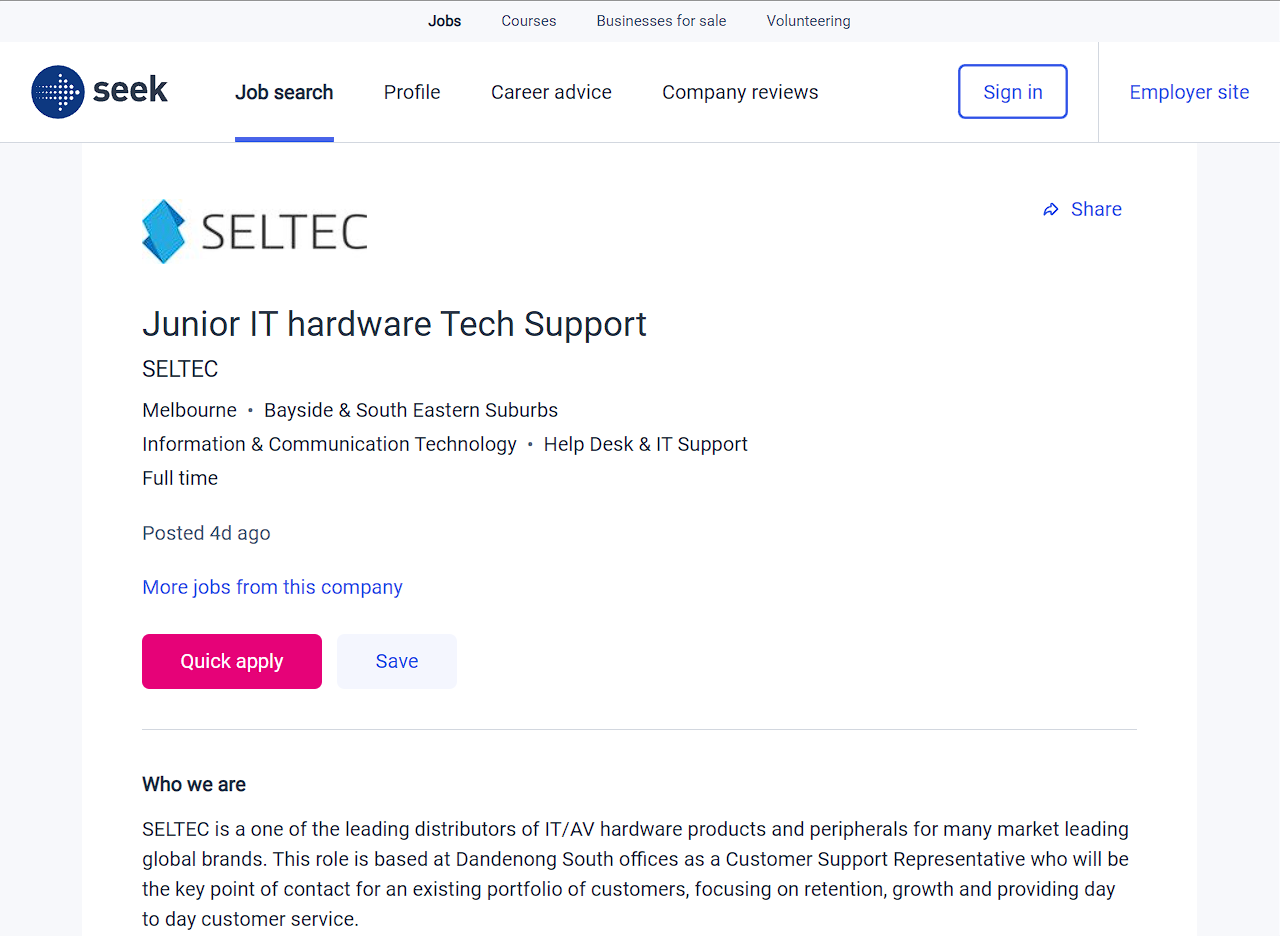 Jobs Courses Businesses for sale Volunteering
seek Job search Profile Career advice Company reviews Sign in Employer site
SELTEC Share
Junior IT hardware Tech Support
SELTEC
Melbourne • Bayside & South Eastern Suburbs
Information & Communication Technology • Help Desk & IT Support
Full time
Posted 4d ago
More jobs from this company
Quick apply Save
Who we are
SELTEC is a one of the leading distributors of IT/AV hardware products and peripherals for many market leading
global brands. This role is based at Dandenong South offices as a Customer Support Representative who will be
the key point of contact for an existing portfolio of customers, focusing on retention, growth and providing day
to day customer service.